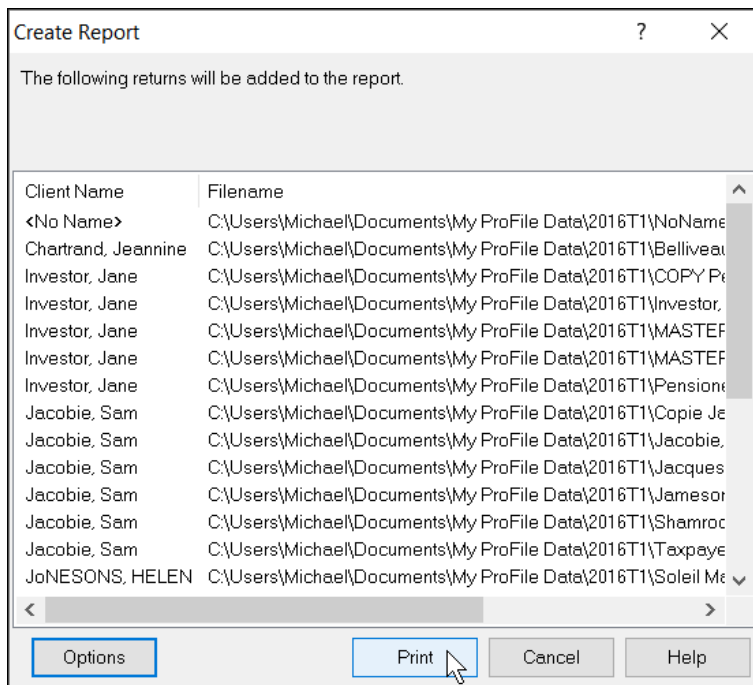 Create Report
The following returns will be added to the report.
Client Name Filename
<No Name> C:\Users\Michael\Documents\My ProFile Data\2016T1\NoName
Chartrand, Jeannine C:\Users\Michael\Documents\My ProFile Data\2016T1\Belliveau
Investor, Jane C:\Users\Michael\Documents\My ProFile Data\2016T1\COPY Pe
Investor, Jane C:\Users\Michael\Documents\My ProFile Data\2016T1\Investor,
Investor, Jane C:\Users\Michael\Documents\My ProFile Data\2016T1\MASTER
Investor, Jane C:\Users\Michael\Documents\My ProFile Data\2016T1\MASTER
Investor, Jane C:\Users\Michael\Documents\My ProFile Data\2016T1\Pensione
Jacobie, Sam C:\Users\Michael\Documents\My ProFile Data\2016T1\Copie Ja
Jacobie, Sam C:\Users\Michael\Documents\My ProFile Data\2016T1\Jacobie,
Jacobie, Sam C:\Users\Michael\Documents\My ProFile Data\2016T1\Jacques
Jacobie, Sam C:\Users\Michael\Documents\My ProFile Data\2016T1\Jameson
Jacobie, Sam C:\Users\Michael\Documents\My ProFile Data\2016T1\Shamroc
Jacobie, Sam C:\Users\Michael\Documents\My ProFile Data\2016T1\Taxpaye
JoNESONS, HELEN C:\Users\Michael\Documents\My ProFile Data\2016T1\Soleil Ma
Options Print Cancel Help